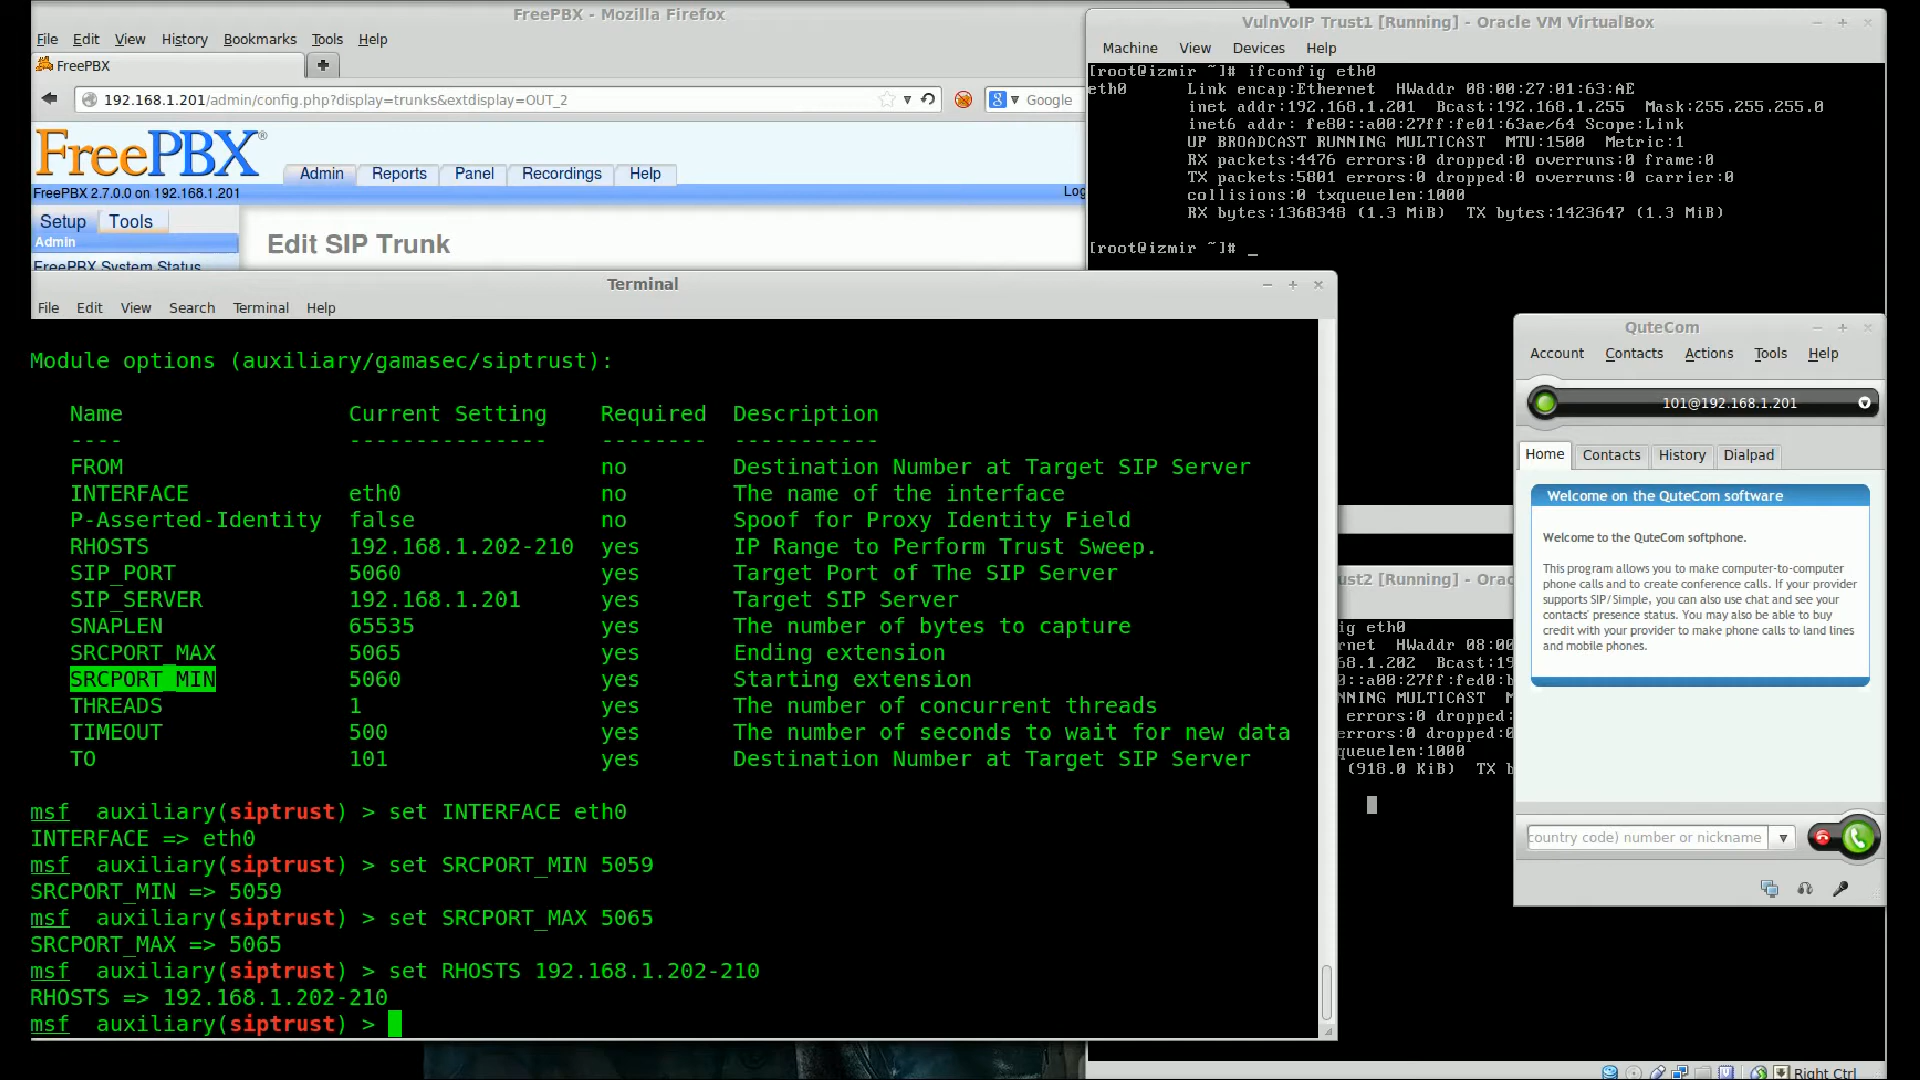 FreePBX - Mozilla Firefox
File Edit View History Bookmarks Tools Help
FreePBX
192.168.1.201/admin/config.php?display=trunks&extdisplay=OUT_2
Google
FreePBX®
Admin Reports Panel Recordings Help
FreePBX 2.7.0.0 on 192.168.1.201
Log
Setup Tools
Admin
FreePBX System Status
Edit SIP Trunk
VulnVoIP Trust1 [Running] - Oracle VM VirtualBox
Machine View Devices Help
[root@izmir ~]# ifconfig eth0
eth0 Link encap:Ethernet HWaddr 08:00:27:01:63:AE
inet addr:192.168.1.201 Bcast:192.168.1.255 Mask:255.255.255.0
inet6 addr: fe80::a00:27ff:fe01:63ae/64 Scope:Link
UP BROADCAST RUNNING MULTICAST MTU:1500 Metric:1
RX packets:4476 errors:0 dropped:0 overruns:0 frame:0
TX packets:5801 errors:0 dropped:0 overruns:0 carrier:0
collisions:0 txqueuelen:1000
RX bytes:1368348 (1.3 MiB) TX bytes:1423647 (1.3 MiB)
[root@izmir ~]# _
Terminal
File Edit View Search Terminal Help
Module options (auxiliary/gamasec/siptrust):
Name Current Setting Required Description
---- --------------- -------- -----------
FROM no Destination Number at Target SIP Server
INTERFACE eth0 no The name of the interface
P-Asserted-Identity false no Spoof for Proxy Identity Field
RHOSTS 192.168.1.202-210 yes IP Range to Perform Trust Sweep.
SIP_PORT 5060 yes Target Port of The SIP Server
SIP_SERVER 192.168.1.201 yes Target SIP Server
SNAPLEN 65535 yes The number of bytes to capture
SRCPORT_MAX 5065 yes Ending extension
SRCPORT_MIN 5060 yes Starting extension
THREADS 1 yes The number of concurrent threads
TIMEOUT 500 yes The number of seconds to wait for new data
TO 101 yes Destination Number at Target SIP Server
msf auxiliary(siptrust) > set INTERFACE eth0
INTERFACE => eth0
msf auxiliary(siptrust) > set SRCPORT_MIN 5059
SRCPORT_MIN => 5059
msf auxiliary(siptrust) > set SRCPORT_MAX 5065
SRCPORT_MAX => 5065
msf auxiliary(siptrust) > set RHOSTS 192.168.1.202-210
RHOSTS => 192.168.1.202-210
msf auxiliary(siptrust) >
ust2 [Running] - Orac
ig eth0
rnet HWaddr 08:00
68.1.202 Bcast:19
::a00:27ff:fed0:b
NNING MULTICAST M
errors:0 dropped:
errors:0 dropped:0
queuelen:1000
(918.0 KiB) TX b
QuteCom
Account Contacts Actions Tools Help
101@192.168.1.201
Home Contacts History Dialpad
Welcome on the QuteCom software
Welcome to the QuteCom softphone.
This program allows you to make computer-to-computer
phone calls and to create conference calls. If your provider
supports SIP/Simple, you can also use chat and see your
contacts' presence status. You may also be able to buy
credit with your provider to make phone calls to land lines
and mobile phones.
country code) number or nickname
Right Ctrl